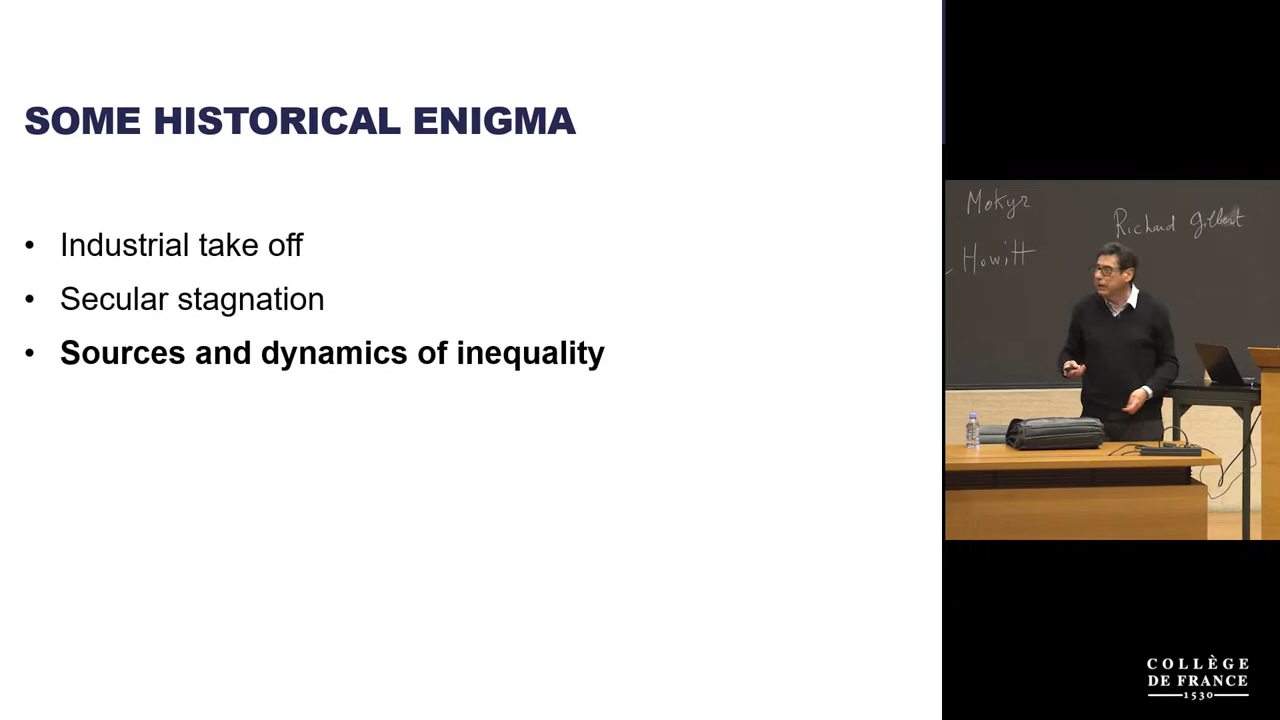 SOME HISTORICAL ENIGMA
• Industrial take off
• Secular stagnation
• Sources and dynamics of inequality
Mokyr
Richard Gilbert
Howitt
COLLÈGE
DE FRANCE
1530